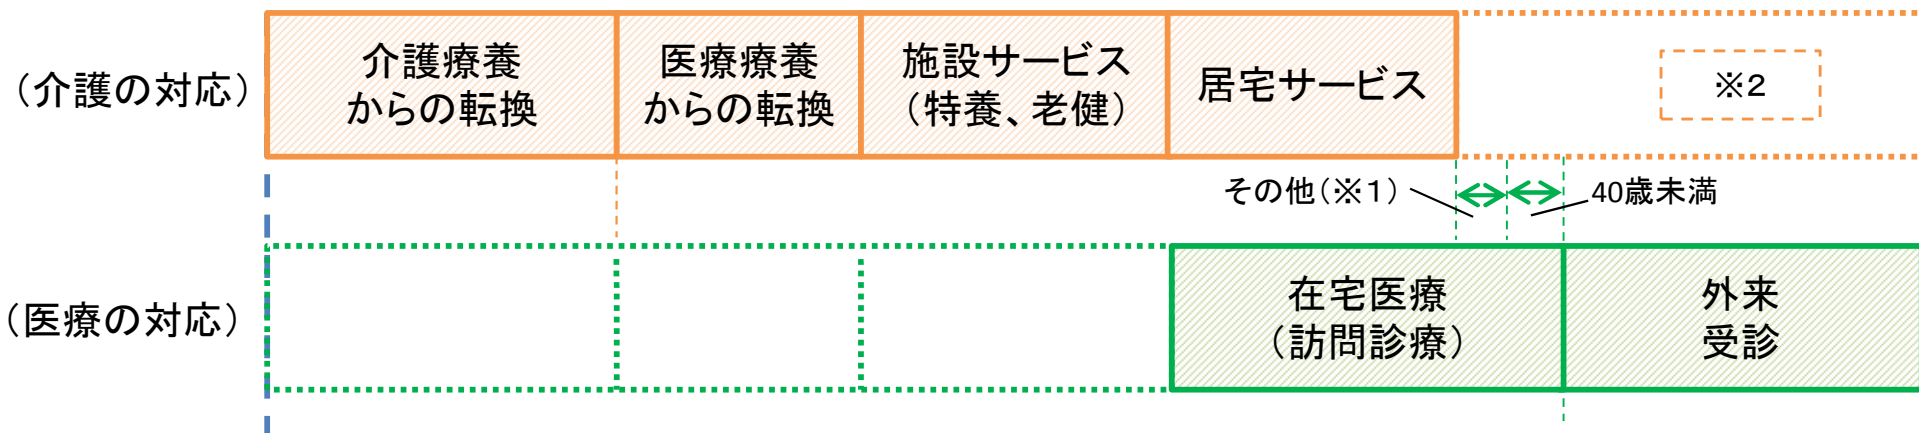 (介護の対応)
介護療養
からの転換
医療療養
からの転換
施設サービス
(特養、老健)
居宅サービス
※2
その他(※1)
40歳未満
(医療の対応)
在宅医療
(訪問診療)
外来
受診